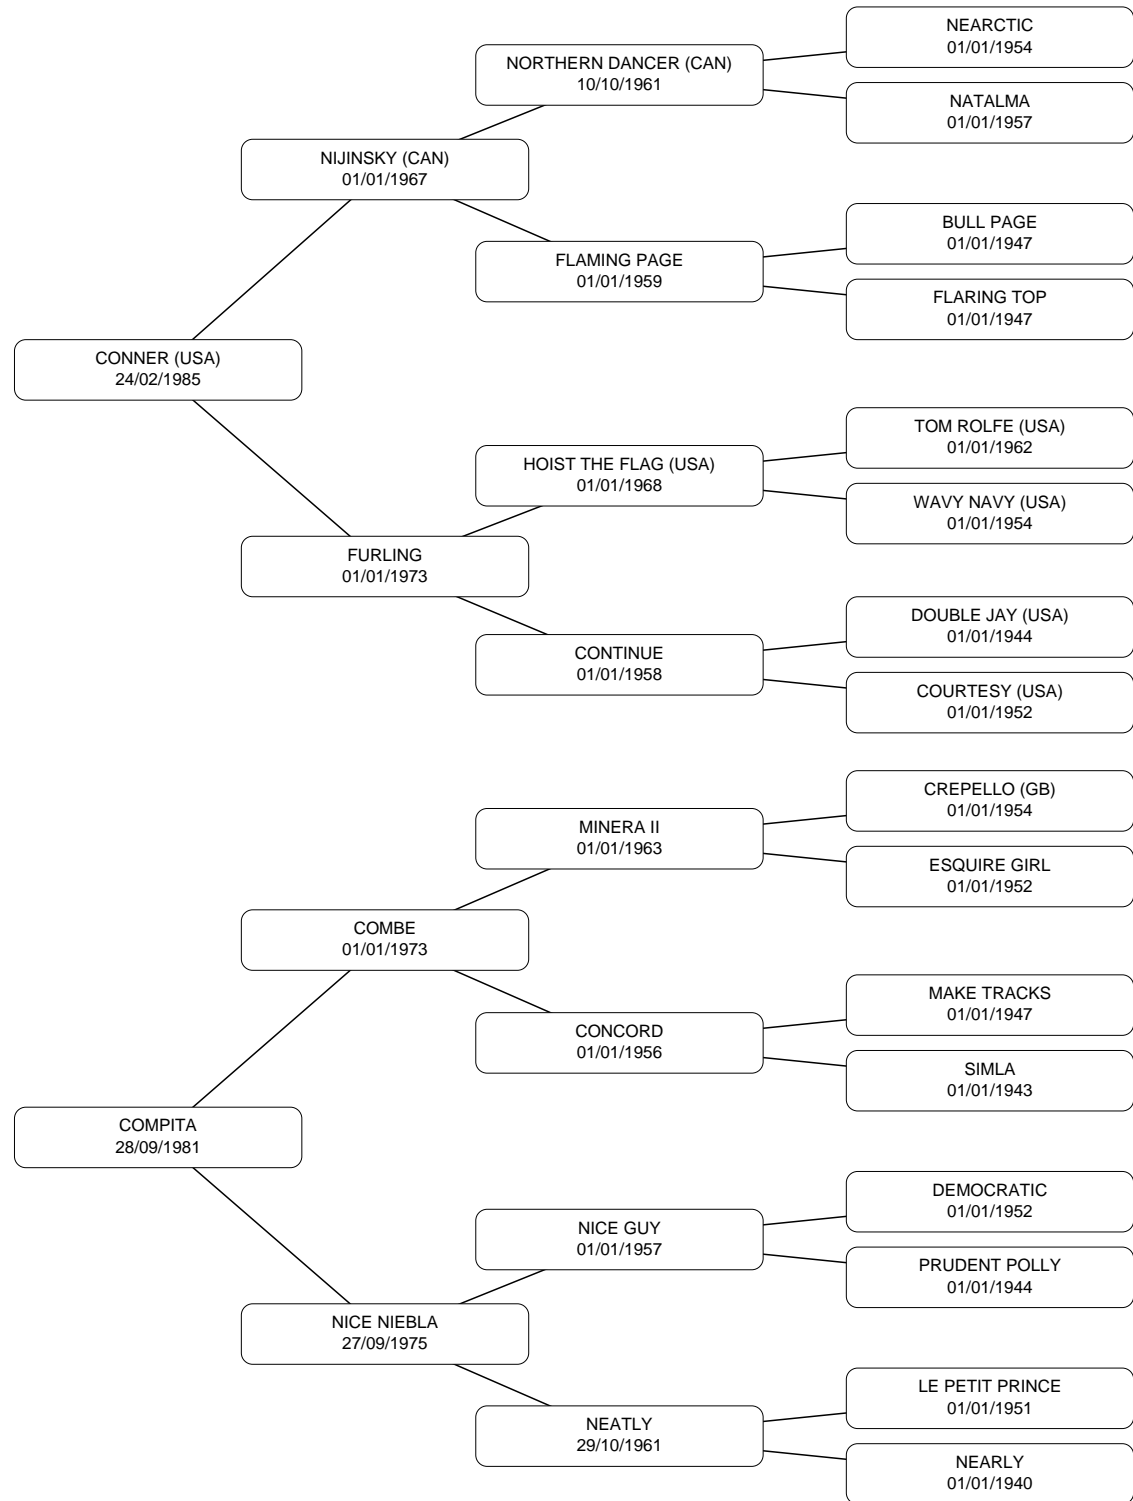 NEARCTIC
01/01/1954
NORTHERN DANCER (CAN)
10/10/1961
NATALMA
01/01/1957
NIJINSKY (CAN)
01/01/1967
BULL PAGE
01/01/1947
FLAMING PAGE
01/01/1959
FLARING TOP
01/01/1947
CONNER (USA)
24/02/1985
TOM ROLFE (USA)
01/01/1962
HOIST THE FLAG (USA)
01/01/1968
WAVY NAVY (USA)
01/01/1954
FURLING
01/01/1973
DOUBLE JAY (USA)
01/01/1944
CONTINUE
01/01/1958
COURTESY (USA)
01/01/1952
CREPELLO (GB)
01/01/1954
MINERA II
01/01/1963
ESQUIRE GIRL
01/01/1952
COMBE
01/01/1973
MAKE TRACKS
01/01/1947
CONCORD
01/01/1956
SIMLA
01/01/1943
COMPITA
28/09/1981
DEMOCRATIC
01/01/1952
NICE GUY
01/01/1957
PRUDENT POLLY
01/01/1944
NICE NIEBLA
27/09/1975
LE PETIT PRINCE
01/01/1951
NEATLY
29/10/1961
NEARLY
01/01/1940